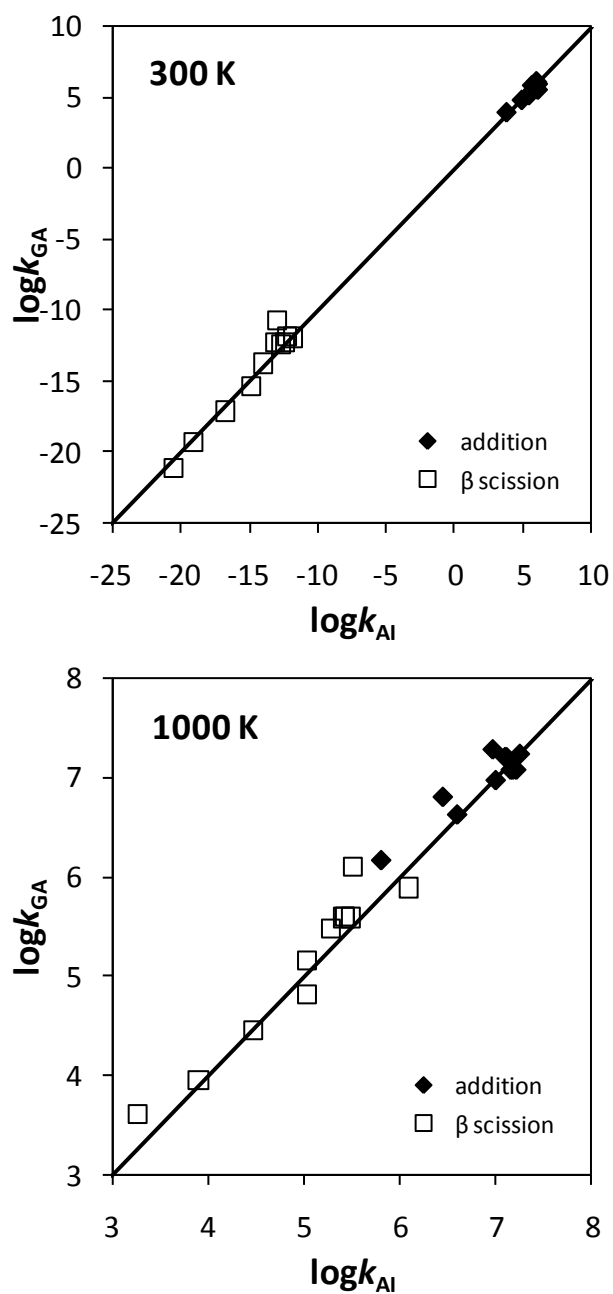 300 K
10
5
0
-5
-10
-15
-20
-25
logkGA
addition
β scission
-25 -20 -15 -10 -5 0 5 10
logkAI
1000 K
8
7
6
5
4
3
logkGA
addition
β scission
3 4 5 6 7 8
logkAI